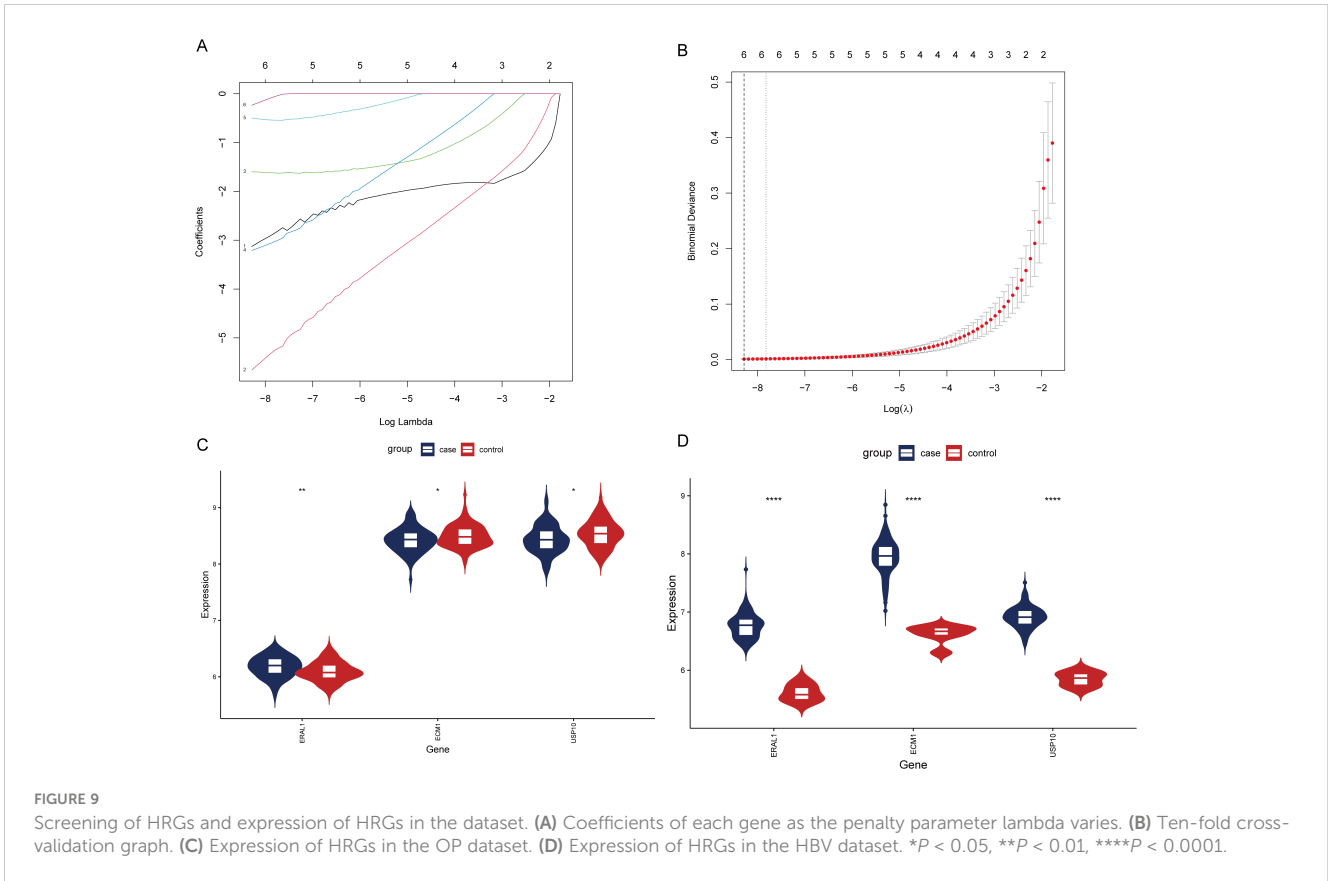 A
6 5 5 5 4 3 2
0
−1
−2
−3
−4
−5
Coefficients
6
5
3
1
4
2
−8 −7 −6 −5 −4 −3 −2
Log Lambda
B
6 6 6 5 5 5 5 5 5 4 4 4 3 3 2 2
0.5
0.4
0.3
0.2
0.1
0.0
Binomial Deviance
−8 −7 −6 −5 −4 −3 −2
Log(λ)
C
group case control
** * *
9
8
7
6
Expression
ERAL1 ECM1 USP10
Gene
D
group case control
**** **** ****
9
8
7
6
Expression
ERAL1 ECM1 USP10
Gene
FIGURE 9
Screening of HRGs and expression of HRGs in the dataset. (A) Coefficients of each gene as the penalty parameter lambda varies. (B) Ten-fold cross-
validation graph. (C) Expression of HRGs in the OP dataset. (D) Expression of HRGs in the HBV dataset. *P < 0.05, **P < 0.01, ****P < 0.0001.